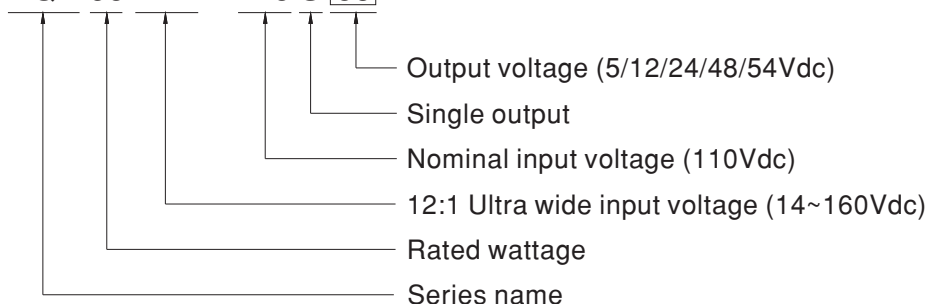 Output voltage (5/12/24/48/54Vdc)
Single output
Nominal input voltage (110Vdc)
12:1 Ultra wide input voltage (14~160Vdc)
Rated wattage
Series name